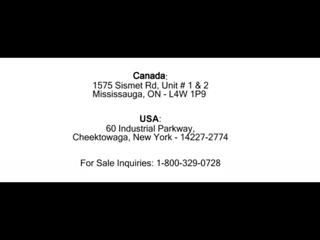 Canada:
1575 Sismet Rd, Unit # 1 & 2
Mississauga, ON - L4W 1P9
USA:
60 Industrial Parkway,
Cheektowaga, New York - 14227-2774
For Sale Inquiries: 1-800-329-0728